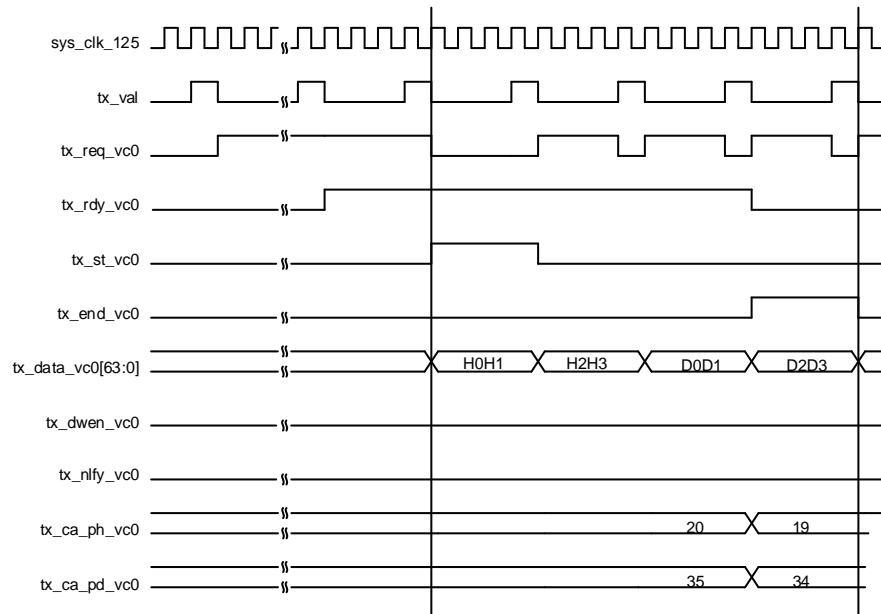 sys_clk_125
tx_val
tx_req_vc0
tx_rdy_vc0
tx_st_vc0
tx_end_vc0
tx_data_vc0[63:0] H0H1 H2H3 D0D1 D2D3
tx_dwen_vc0
tx_nlfy_vc0
tx_ca_ph_vc0 20 19
tx_ca_pd_vc0 35 34